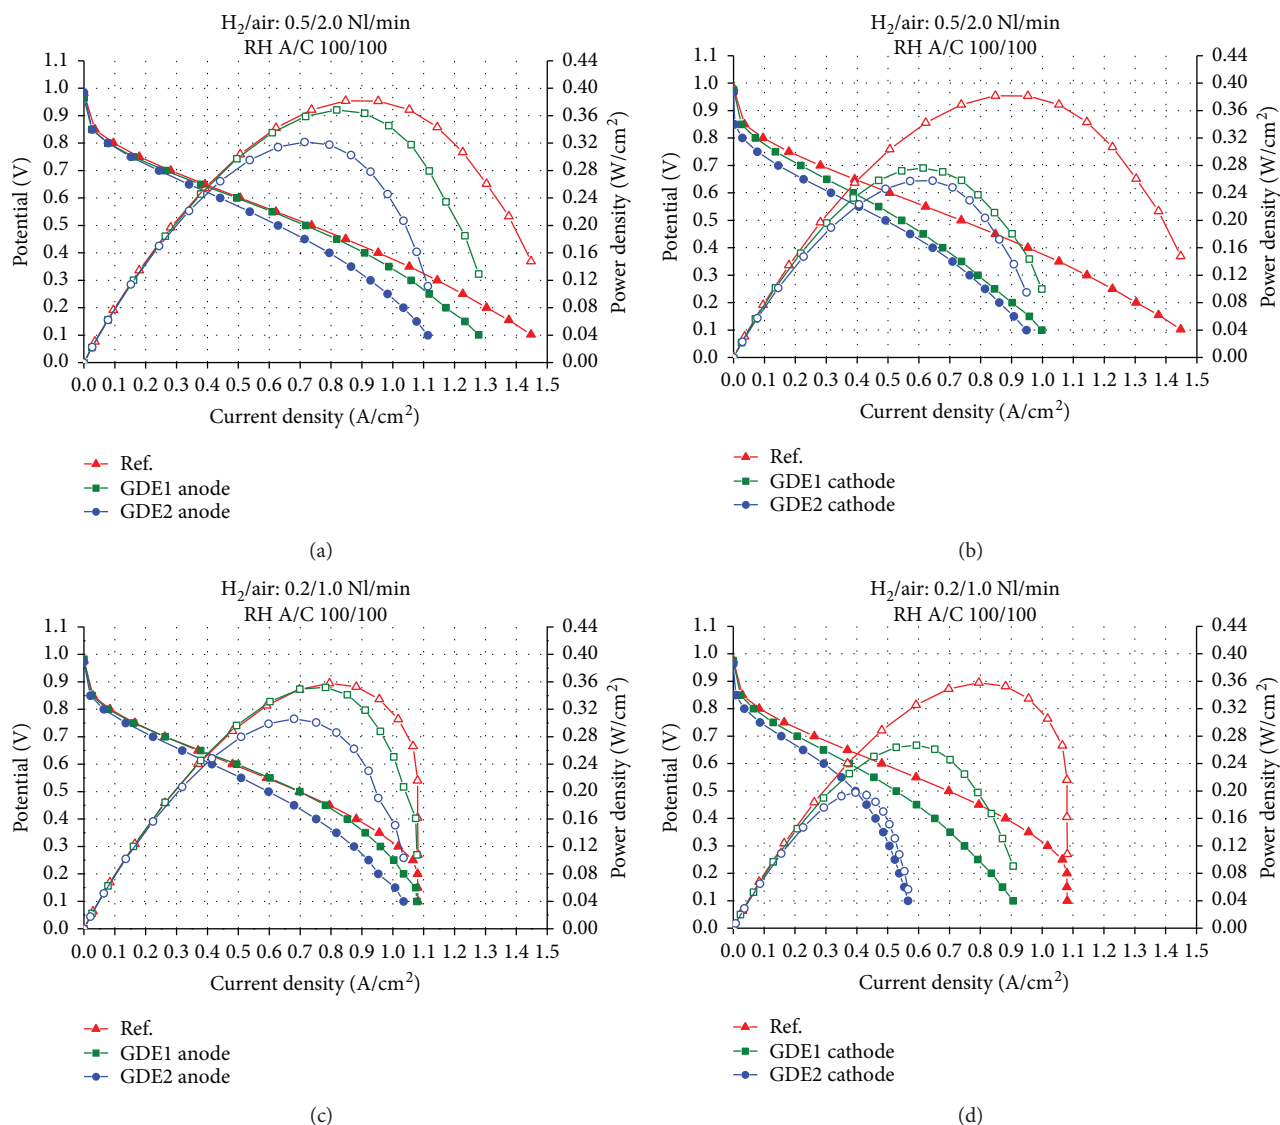 H2/air: 0.5/2.0 Nl/min
RH A/C 100/100
1.1
1.0
0.9
0.8
0.7
0.6
0.5
0.4
0.3
0.2
0.1
0.0
Potential (V)
0.44
0.40
0.36
0.32
0.28
0.24
0.20
0.16
0.12
0.08
0.04
0.00
Power density (W/cm2)
0.0 0.1 0.2 0.3 0.4 0.5 0.6 0.7 0.8 0.9 1.0 1.1 1.2 1.3 1.4 1.5
Current density (A/cm2)
Ref.
GDE1 anode
GDE2 anode
(a)
H2/air: 0.5/2.0 Nl/min
RH A/C 100/100
1.1
1.0
0.9
0.8
0.7
0.6
0.5
0.4
0.3
0.2
0.1
0.0
Potential (V)
0.44
0.40
0.36
0.32
0.28
0.24
0.20
0.16
0.12
0.08
0.04
0.00
Power density (W/cm2)
0.0 0.1 0.2 0.3 0.4 0.5 0.6 0.7 0.8 0.9 1.0 1.1 1.2 1.3 1.4 1.5
Current density (A/cm2)
Ref.
GDE1 cathode
GDE2 cathode
(b)
H2/air: 0.2/1.0 Nl/min
RH A/C 100/100
1.1
1.0
0.9
0.8
0.7
0.6
0.5
0.4
0.3
0.2
0.1
0.0
Potential (V)
0.44
0.40
0.36
0.32
0.28
0.24
0.20
0.16
0.12
0.08
0.04
0.00
Power density (W/cm2)
0.0 0.1 0.2 0.3 0.4 0.5 0.6 0.7 0.8 0.9 1.0 1.1 1.2 1.3 1.4 1.5
Current density (A/cm2)
Ref.
GDE1 anode
GDE2 anode
(c)
H2/air: 0.2/1.0 Nl/min
RH A/C 100/100
1.1
1.0
0.9
0.8
0.7
0.6
0.5
0.4
0.3
0.2
0.1
0.0
Potential (V)
0.44
0.40
0.36
0.32
0.28
0.24
0.20
0.16
0.12
0.08
0.04
0.00
Power density (W/cm2)
0.0 0.1 0.2 0.3 0.4 0.5 0.6 0.7 0.8 0.9 1.0 1.1 1.2 1.3 1.4 1.5
Current density (A/cm2)
Ref.
GDE1 cathode
GDE2 cathode
(d)